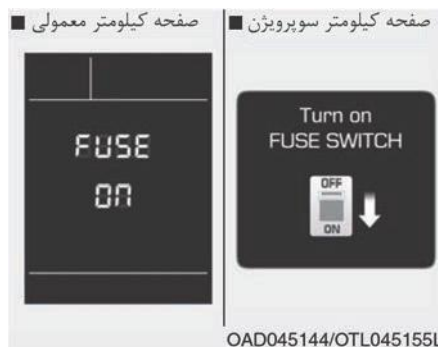 صفحه کیلومتر سوپرویژن ■
صفحه کیلومتر معمولی ■
Turn on
FUSE SWITCH
OFF
ON
FUSE
on
OAD045144/OTL045155L